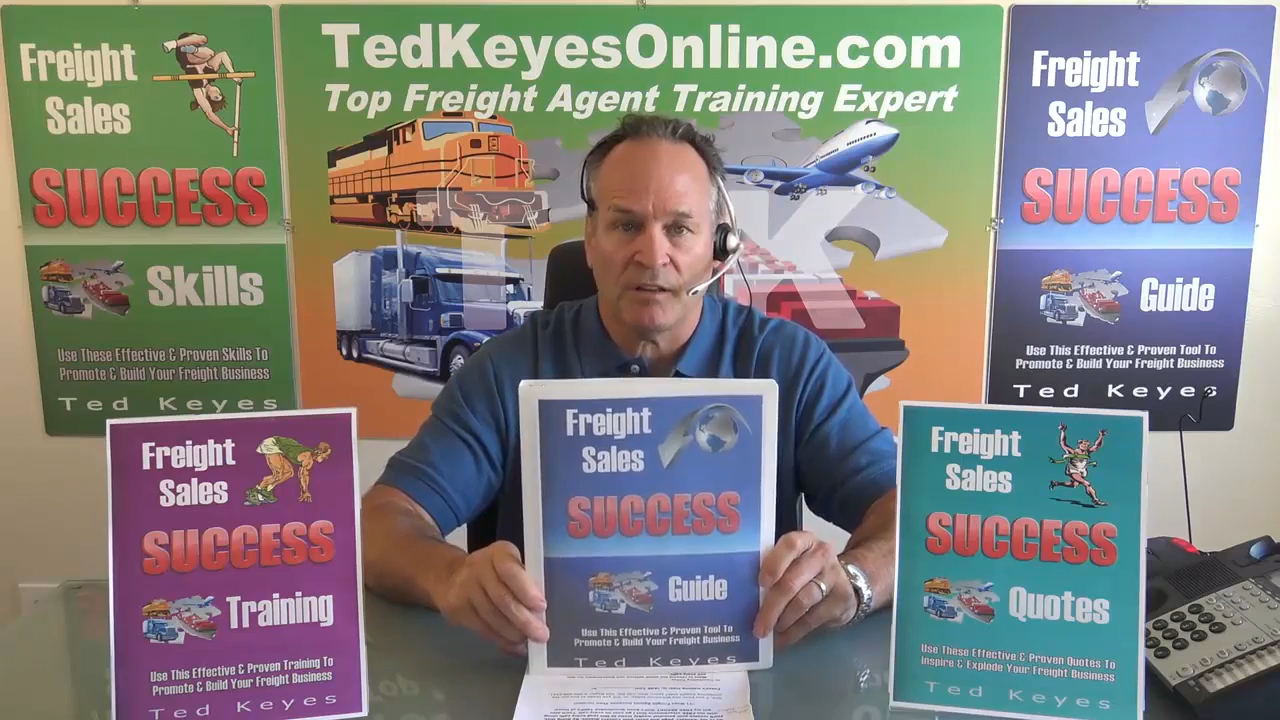 Freight
Sales
SUCCESS
Skills
Use These Effective & Proven Skills To
Promote & Build Your Freight Business
Ted Keyes
TedKeyesOnline.com
Top Freight Agent Training Expert
TK
Freight
Sales
SUCCESS
Guide
Use These Effective & Proven Tool To
Promote & Build Your Freight Business
Ted Keyes
Freight
Sales
SUCCESS
Training
Use This Effective & Proven Training To
Promote & Build Your Freight Business
Ted Keyes
Freight
Sales
SUCCESS
Guide
Use This Effective & Proven Tool To
Promote & Build Your Freight Business
Ted Keyes
Freight
Sales
SUCCESS
Quotes
Use These Effective & Proven Quotes To
Inspire & Explode Your Freight Business
Ted Keyes